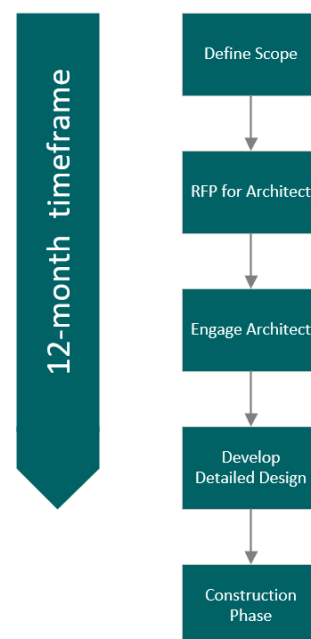 12-month timeframe
Define Scope
RFP for Architect
Engage Architect
Develop
Detailed Design
Construction
Phase